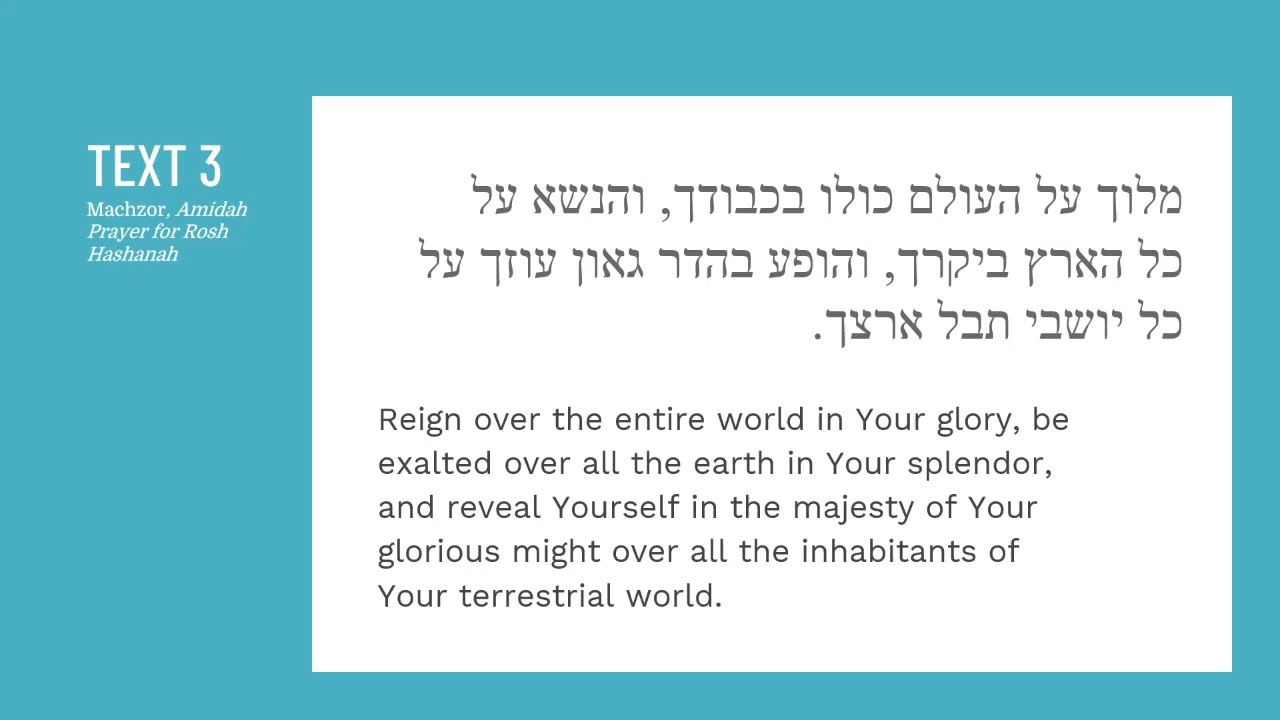 TEXT 3
Machzor, Amidah
Prayer for Rosh
Hashanah
מלוך על העולם כולו בכבודך, והנשא על
כל הארץ ביקרך, והופע בהדר גאון עוזך על
כל יושבי תבל ארצך.
Reign over the entire world in Your glory, be
exalted over all the earth in Your splendor,
and reveal Yourself in the majesty of Your
glorious might over all the inhabitants of
Your terrestrial world.